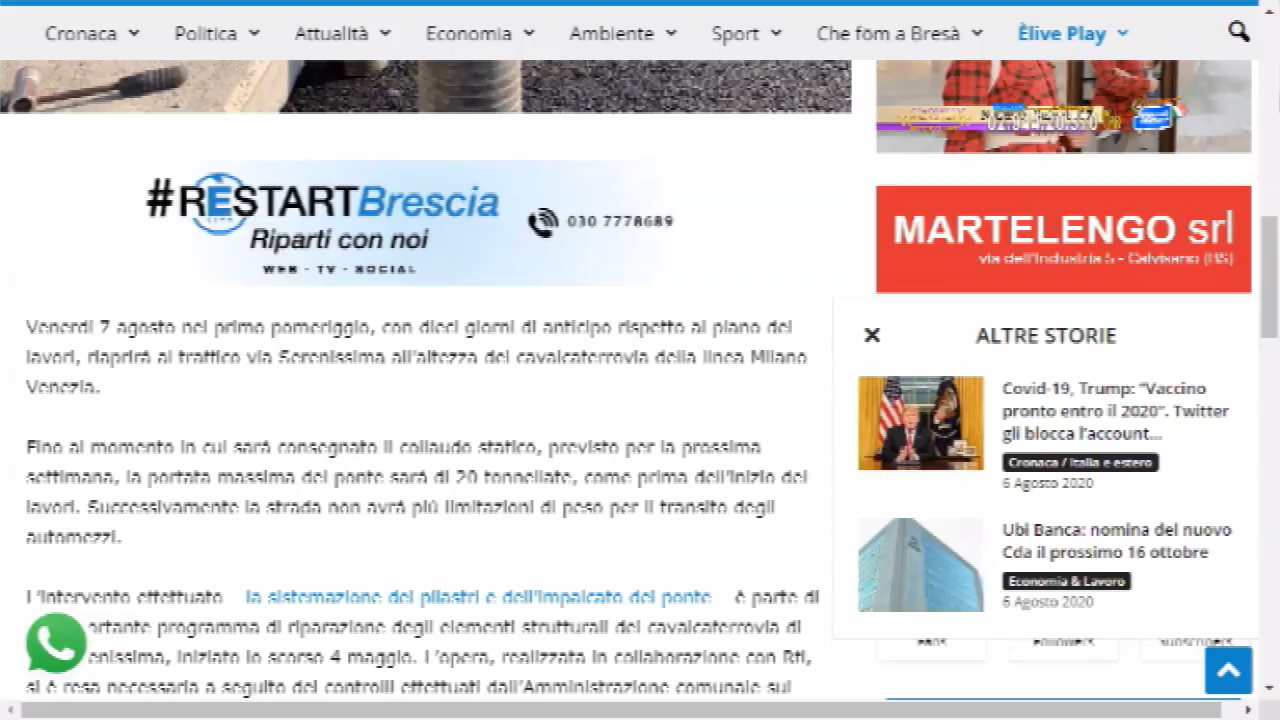 Cronaca Politica Attualità Economia Ambiente Sport Che föm a Bresà Èlive Play
#RESTARTBrescia
Riparti con noi
WEB - TV - SOCIAL
030 7778689
MARTELENGO srl
via dell'Industria 5 - Calvisano (BS)
Venerdì 7 agosto nel primo pomeriggio, con dieci giorni di anticipo rispetto al piano dei
lavori, riaprirà al traffico via Serenissima all'altezza del cavalcaferrovia della linea Milano
Venezia.
Fino al momento in cui sarà consegnato il collaudo statico, previsto per la prossima
settimana, la portata massima del ponte sarà di 20 tonnellate, come prima dell'inizio dei
lavori. Successivamente la strada non avrà più limitazioni di peso per il transito degli
automezzi.
L'intervento effettuato la sistemazione dei pilastri e dell'impalcato del ponte è parte di
ortante programma di riparazione degli elementi strutturali del cavalcaferrovia di
enissima, iniziato lo scorso 4 maggio. L'opera, realizzata in collaborazione con Rfi,
si è resa necessaria a seguito dei controlli effettuati dall'Amministrazione comunale sul
ALTRE STORIE
Covid-19, Trump: "Vaccino
pronto entro il 2020". Twitter
gli blocca l'account...
Cronaca / Italia e estero
6 Agosto 2020
Ubi Banca: nomina del nuovo
Cda il prossimo 16 ottobre
Economia & Lavoro
6 Agosto 2020